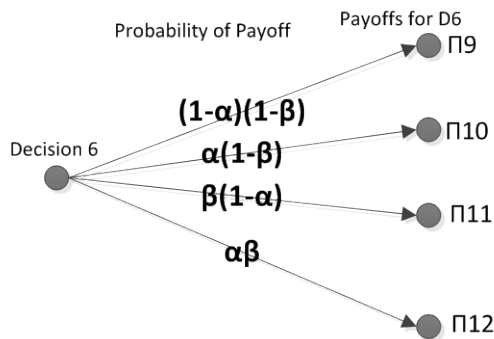 Probability of Payoff
Payoffs for D6
Π9
(1-α)(1-β)
Π10
Decision 6
α(1-β)
β(1-α)
Π11
αβ
Π12